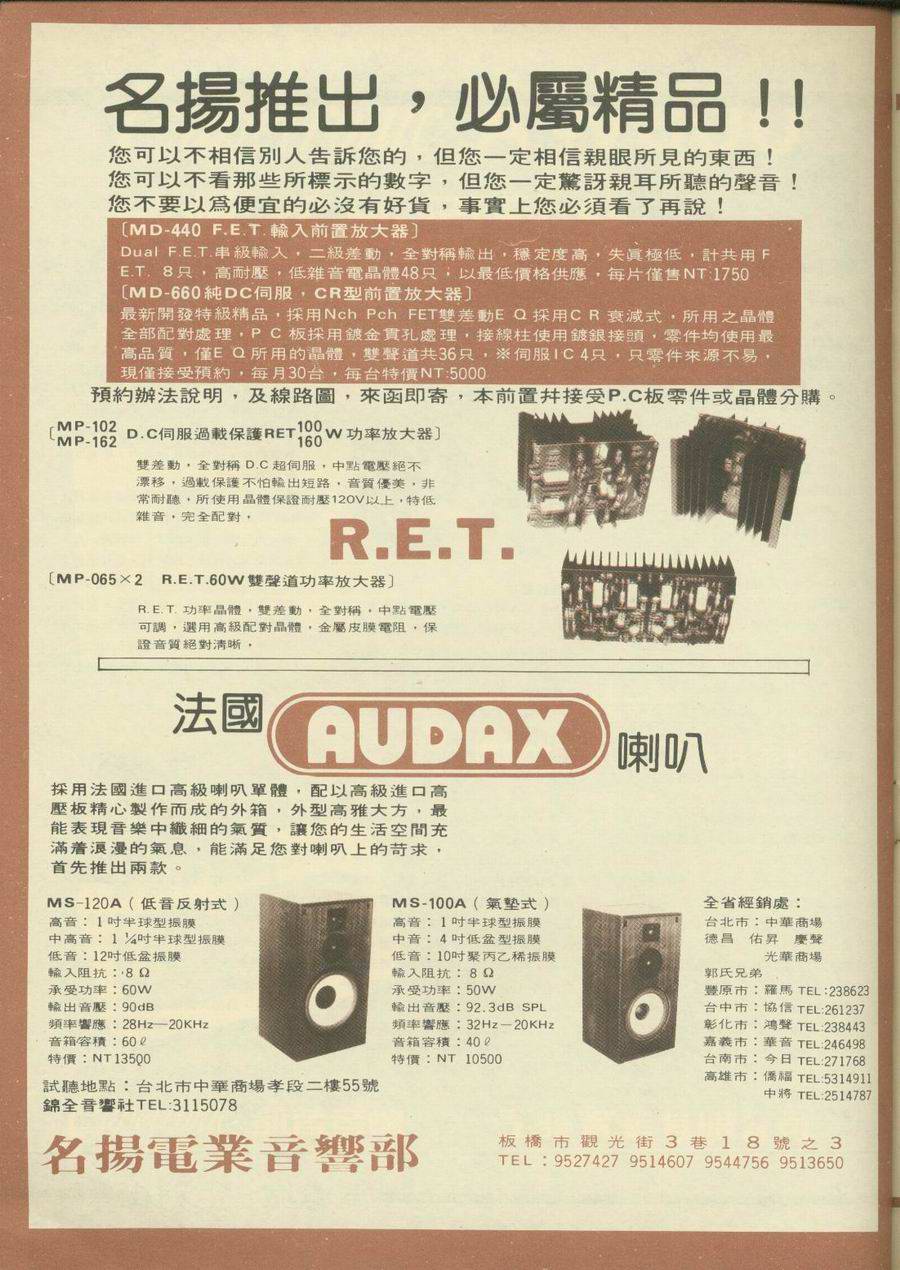 名揚推出，必屬精品!!
您可以不相信別人告訴您的，但您一定相信親眼所見的東西！
您可以不看那些所標示的數字，但您一定驚訝親耳所聽的聲音！
您不要以為便宜的必沒有好貨，事實上您必須看了再說！
〔MD-440 F.E.T.輸入前置放大器〕
Dual F.E.T.串級輸入，二級差動，全對稱輸出，穩定度高，失眞極低，計共用F
E.T. 8只，高耐壓，低雜音電晶體48只，以最低價格供應，每片僅售NT:1750
〔MD-660純DC伺服，CR型前置放大器〕
最新開發特級精品，採用Nch Pch FET雙差動E Q採用C R 衰減式，所用之晶體
全部配對處理，P C 板採用鍍金貫孔處理，接線柱使用鍍銀接頭，零件均使用最
高品質，僅E Q所用的晶體，雙聲道共36只，※伺服I C 4只，只零件來源不易，
現僅接受預約，每月30台，每台特價NT:5000
預約辦法說明，及線路圖，來函即寄，本前置幷接受P.C板零件或晶體分購。
〔MP-102 MP-162 D.C伺服過載保護RET 100 160 W功率放大器〕
雙差動，全對稱D.C超伺服，中點電壓絕不
漂移，過載保護不怕輸出短路，音質優美，非
常耐聽，所使用晶體保證耐壓120V以上，特低
雜音，完全配對，
R.E.T.
〔MP-065×2 R.E.T.60W雙聲道功率放大器〕
R.E.T. 功率晶體，雙差動，全對稱，中點電壓
可調，選用高級配對晶體，金屬皮膜電阻，保
證音質絕對清晰，
法國 AUDAX 喇叭
採用法國進口高級喇叭單體，配以高級進口高
壓板精心製作而成的外箱，外型高雅大方，最
能表現音樂中纖細的氣質，讓您的生活空間充
滿着浪漫的氣息，能滿足您對喇叭上的苛求，
首先推出兩款。
MS-120A（低音反射式）
高音：1吋半球型振膜
中高音：1 ¼吋半球型振膜
低音：12吋低盆振膜
輸入阻抗：8 Ω
承受功率：60W
輸出音壓：90dB
頻率響應：28Hz—20KHz
音箱容積：60ℓ
特價：NT13500
MS-100A（氣墊式）
高音：1吋半球型振膜
中音：4吋低盆型振膜
低音：10吋聚丙乙稀振膜
輸入阻抗：8 Ω
承受功率：50W
輸出音壓：92.3dB SPL
頻率響應：32Hz—20KHz
音箱容積：40ℓ
特價：NT 10500
全省經銷處：
台北市：中華商場
德昌 佑昇 慶聲
光華商場
郭氏兄弟
豐原市：羅馬 TEL:238623
台中市：協信 TEL:261237
彰化市：鴻聲 TEL:238443
嘉義市：華音 TEL:246498
台南市：今日 TEL:271768
高雄市：僑福 TEL:5314911
中將 TEL:2514787
試聽地點：台北市中華商場孝段二樓55號
錦全音響社TEL:3115078
名揚電業音響部
板橋市觀光街3巷18號之3
TEL：9527427 9514607 9544756 9513650